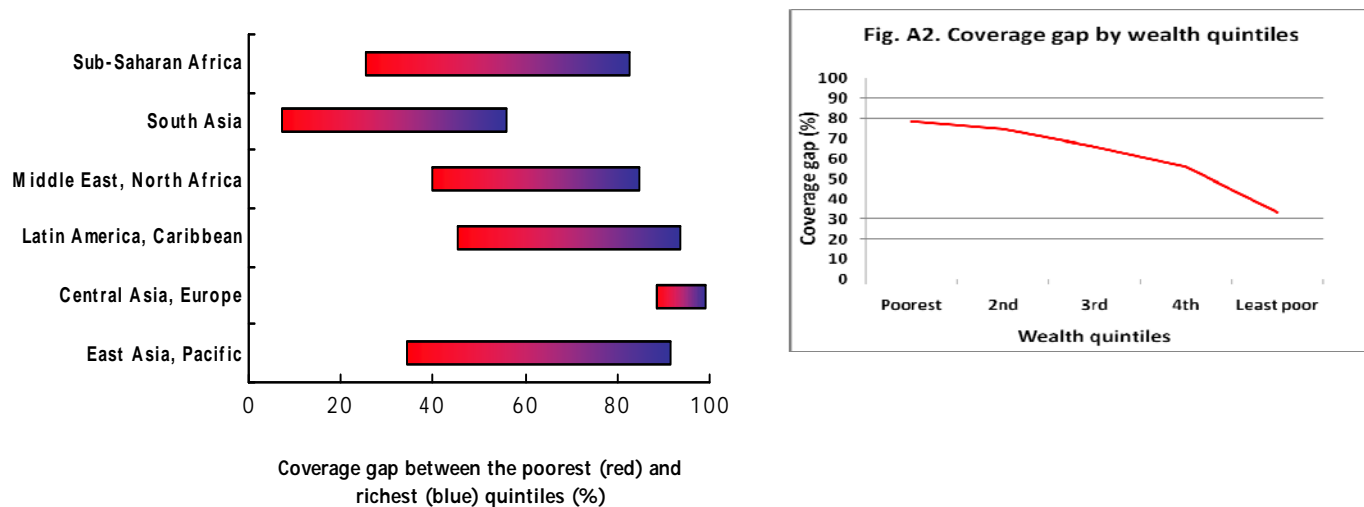 Sub-Saharan Africa
South Asia
Middle East, North Africa
Latin America, Caribbean
Central Asia, Europe
East Asia, Pacific
0 20 40 60 80 100
Coverage gap between the poorest (red) and
richest (blue) quintiles (%)
Fig. A2. Coverage gap by wealth quintiles
Coverage gap (%)
100
90
80
70
60
50
40
30
20
10
0
Poorest 2nd 3rd 4th Least poor
Wealth quintiles